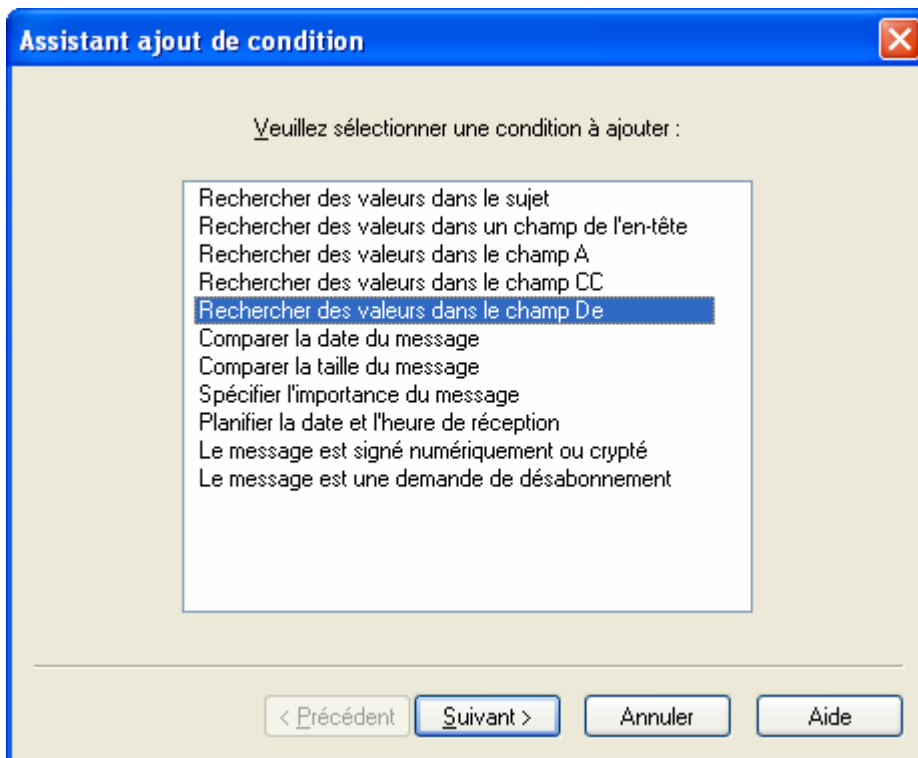 Assistant ajout de condition
Veuillez sélectionner une condition à ajouter :
Rechercher des valeurs dans le sujet
Rechercher des valeurs dans un champ de l'en-tête
Rechercher des valeurs dans le champ A
Rechercher des valeurs dans le champ CC
Rechercher des valeurs dans le champ De
Comparer la date du message
Comparer la taille du message
Spécifier l'importance du message
Planifier la date et l'heure de réception
Le message est signé numériquement ou crypté
Le message est une demande de désabonnement
< Précédent Suivant > Annuler Aide